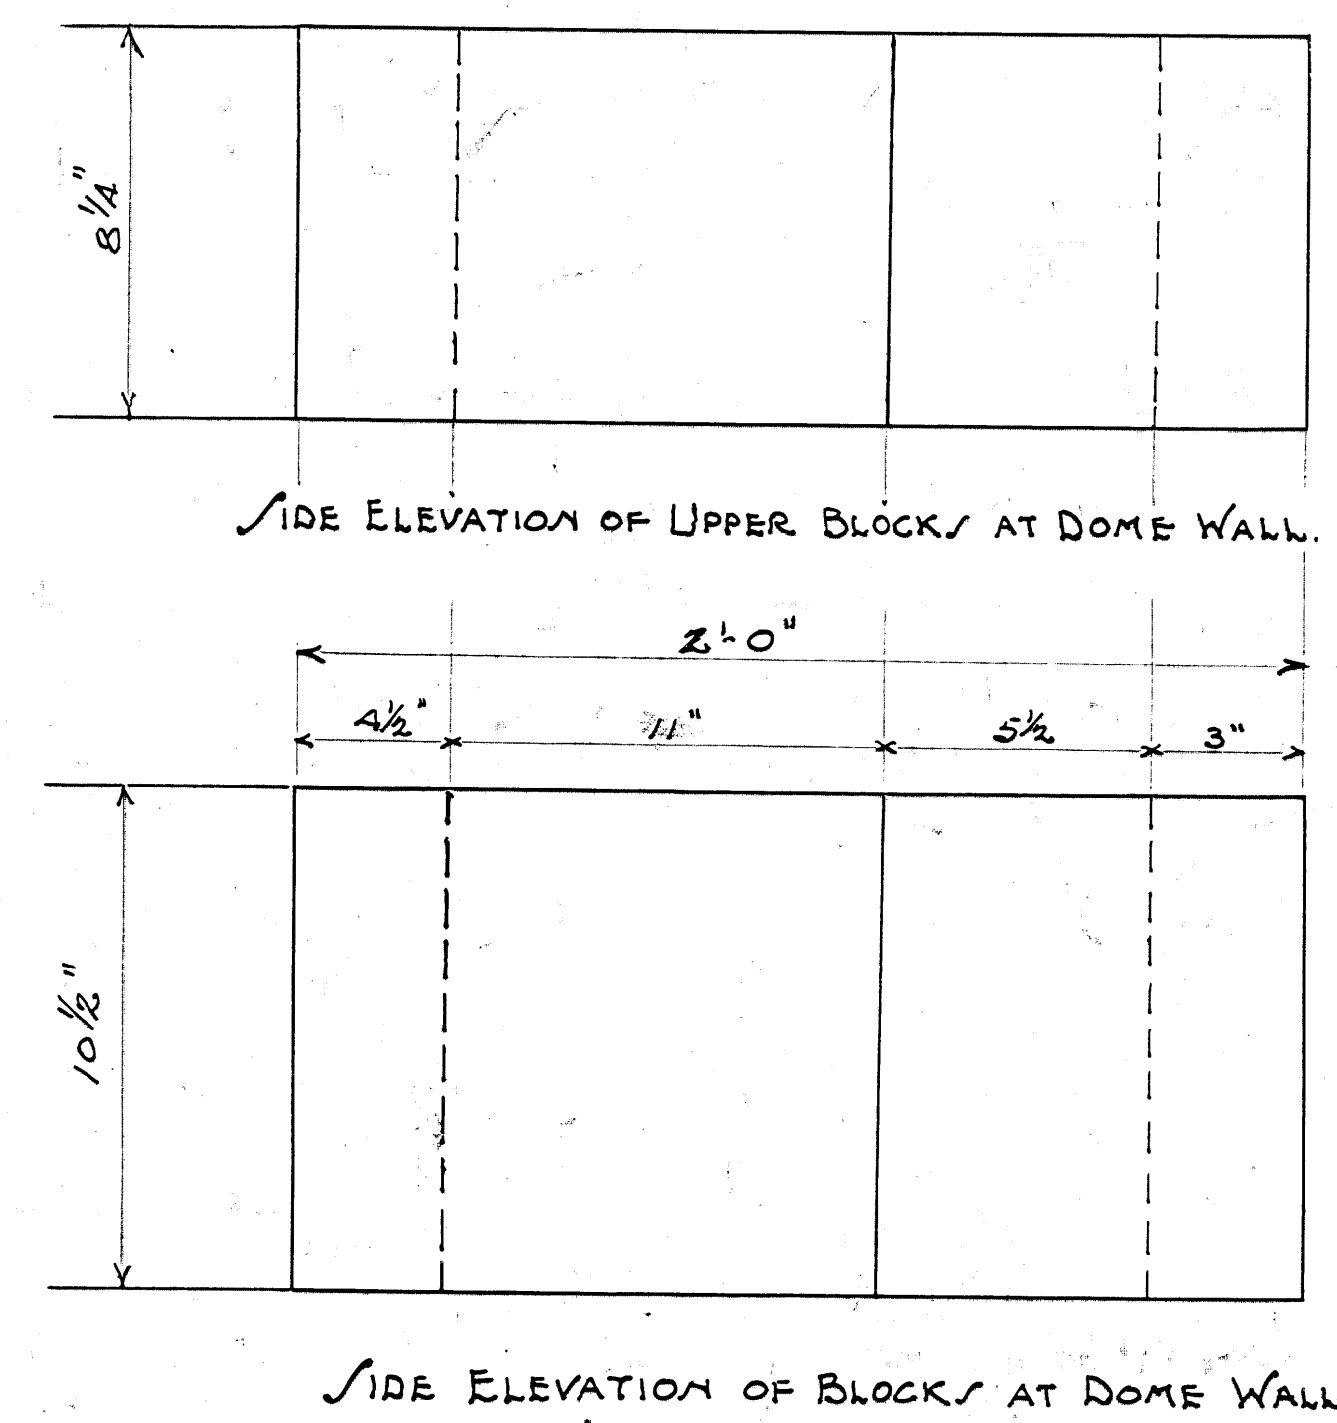 8 1/4"
SIDE ELEVATION OF UPPER BLOCKS AT DOME WALL.
2'-0"
4 1/2" 11" 5 1/2 3"
10 1/2"
SIDE ELEVATION OF BLOCKS AT DOME WALL